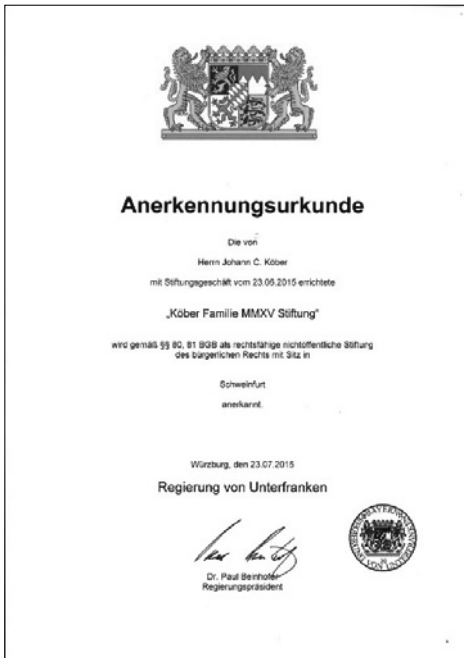 Anerkennungsurkunde
Die von
Herrn Johann C. Köber
mit Stiftungsgeschäft vom 23.06.2015 errichtete
„Köber Familie MMXV Stiftung"
wird gemäß §§ 80, 81 BGB als rechtsfähige nichtöffentliche Stiftung
des bürgerlichen Rechts mit Sitz in
Schweinfurt
anerkannt.
Würzburg, den 23.07.2015
Regierung von Unterfranken
Dr. Paul Beinhofer
Regierungspräsident